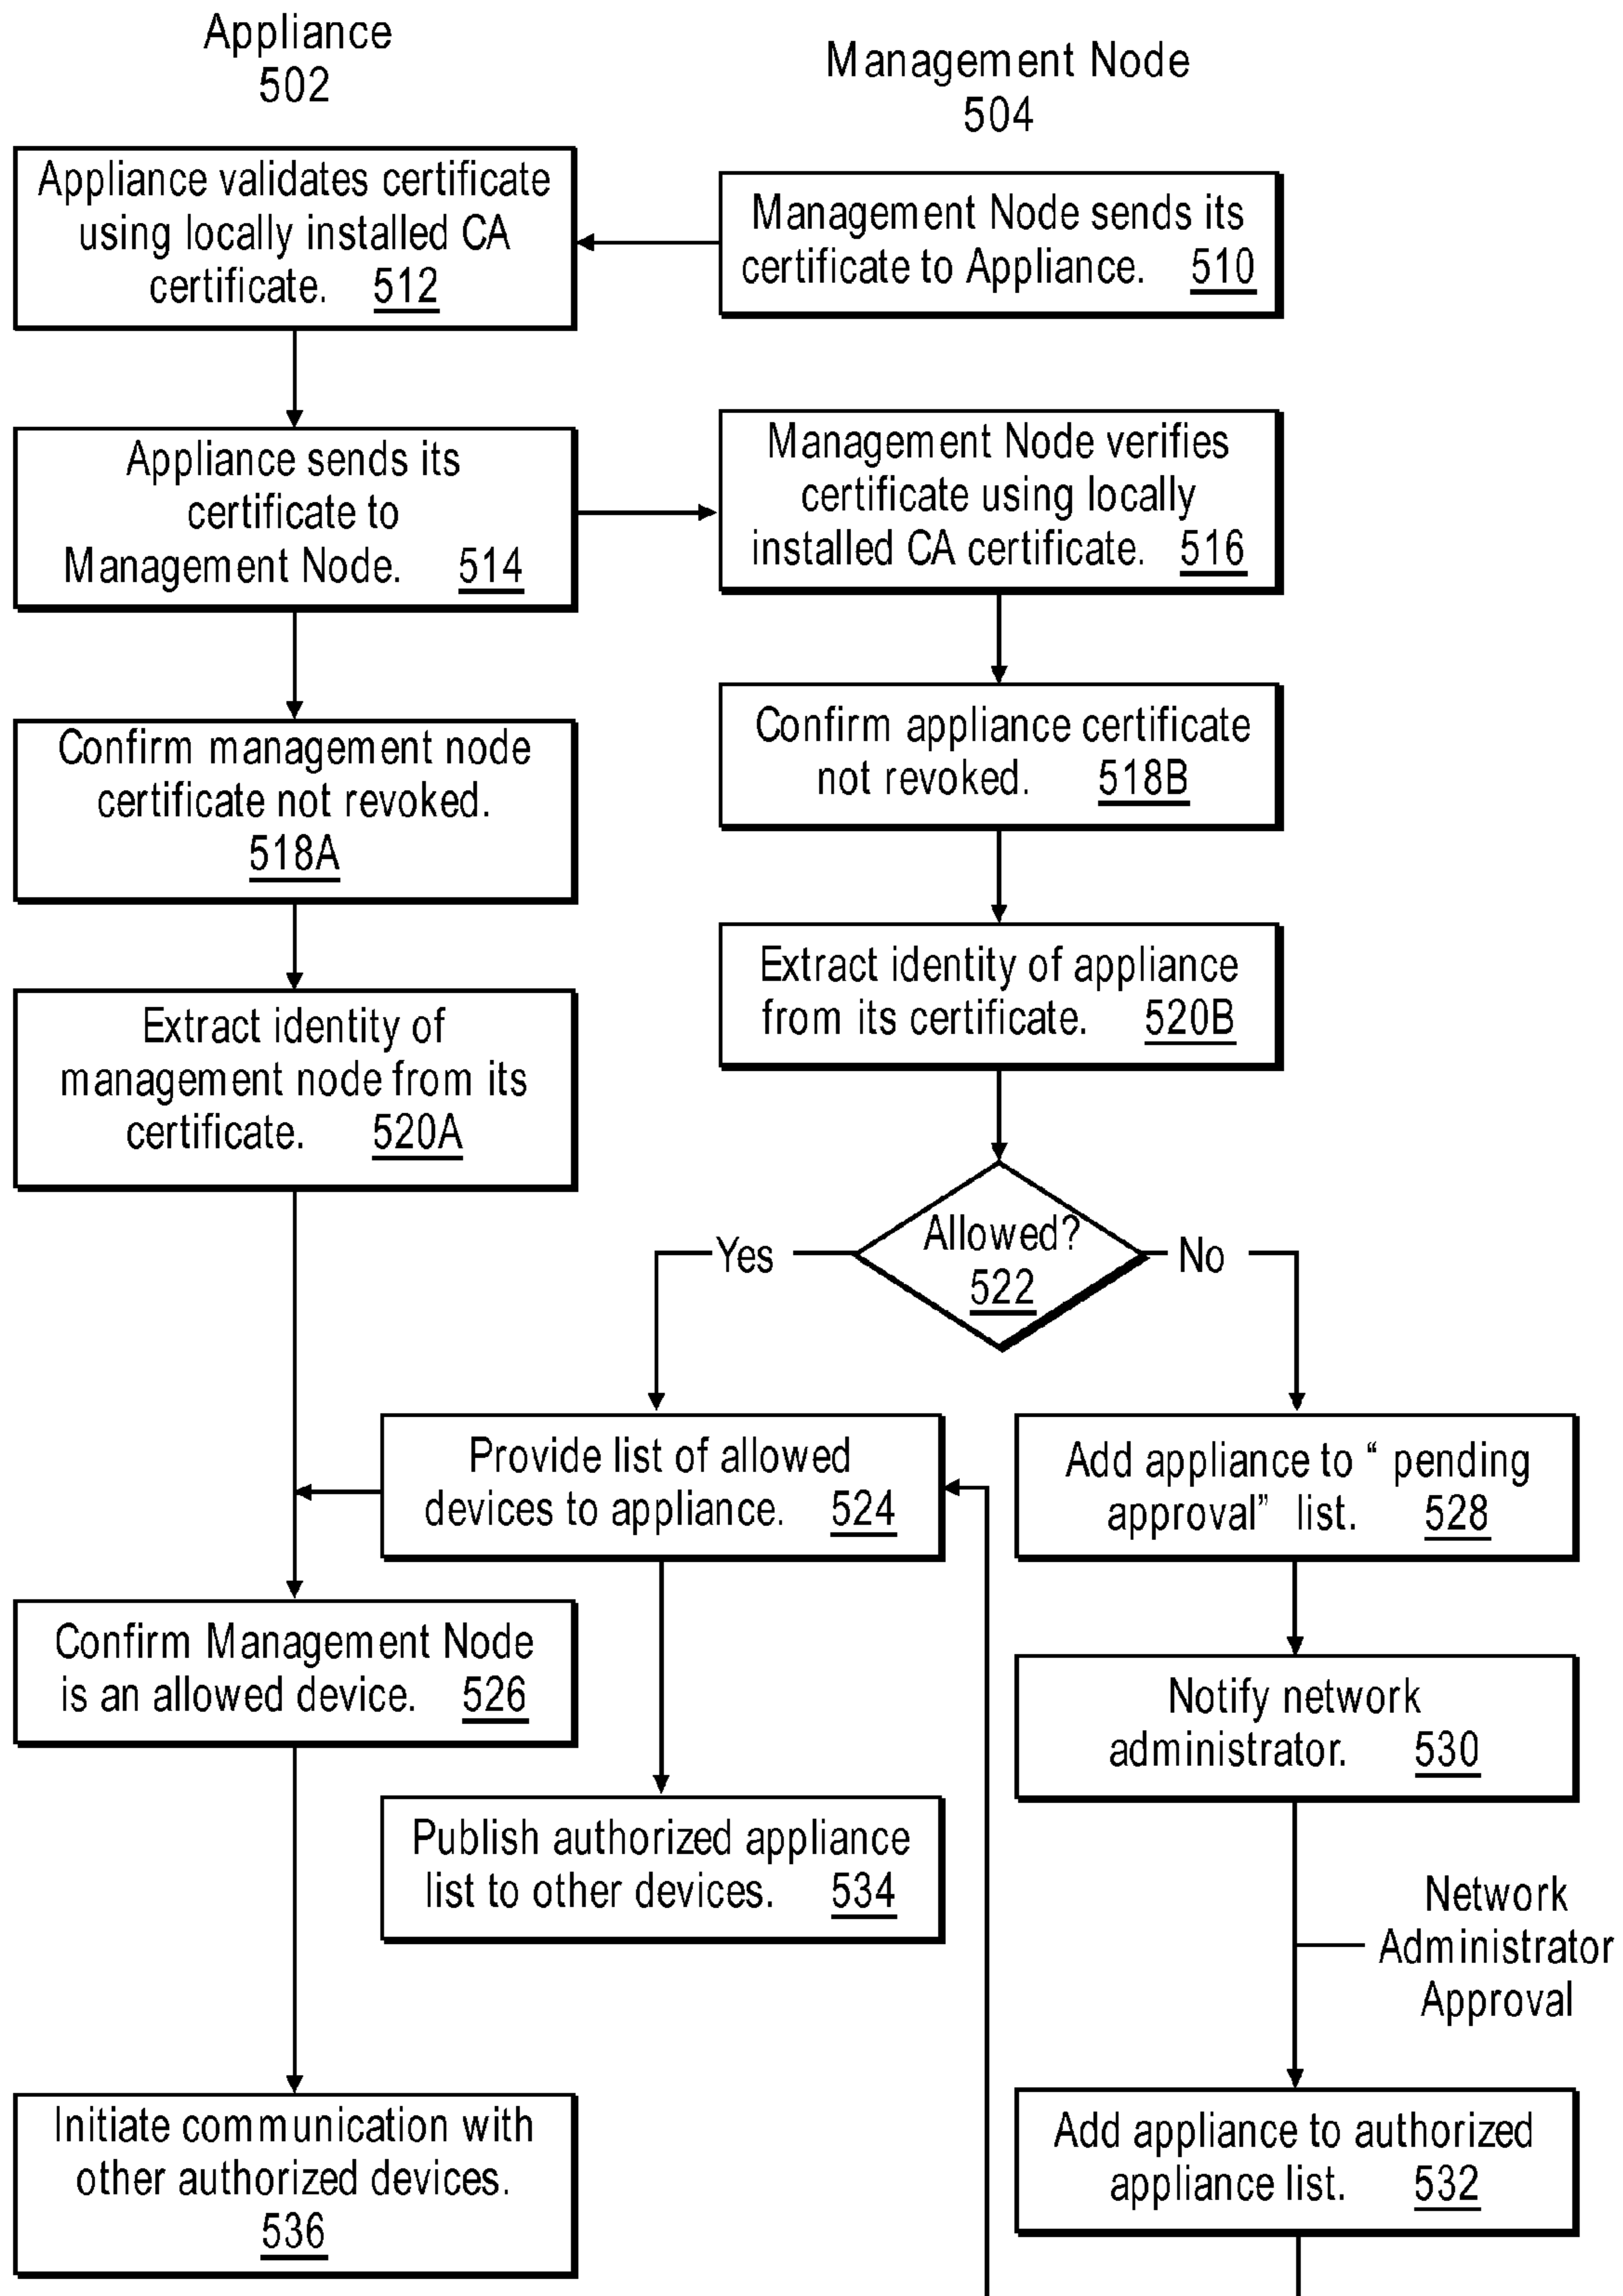 Appliance
502
Management Node
504
Appliance validates certificate
using locally installed CA
certificate. 512
Management Node sends its
certificate to Appliance. 510
Appliance sends its
certificate to
Management Node. 514
Management Node verifies
certificate using locally
installed CA certificate. 516
Confirm management node
certificate not revoked.
518A
Confirm appliance certificate
not revoked. 518B
Extract identity of appliance
from its certificate. 520B
Extract identity of
management node from its
certificate. 520A
Allowed?
522
Yes
No
Provide list of allowed
devices to appliance. 524
Add appliance to “ pending
approval” list. 528
Confirm Management Node
is an allowed device. 526
Notify network
administrator. 530
Publish authorized appliance
list to other devices. 534
Network
Administrator
Approval
Initiate communication with
other authorized devices.
536
Add appliance to authorized
appliance list. 532